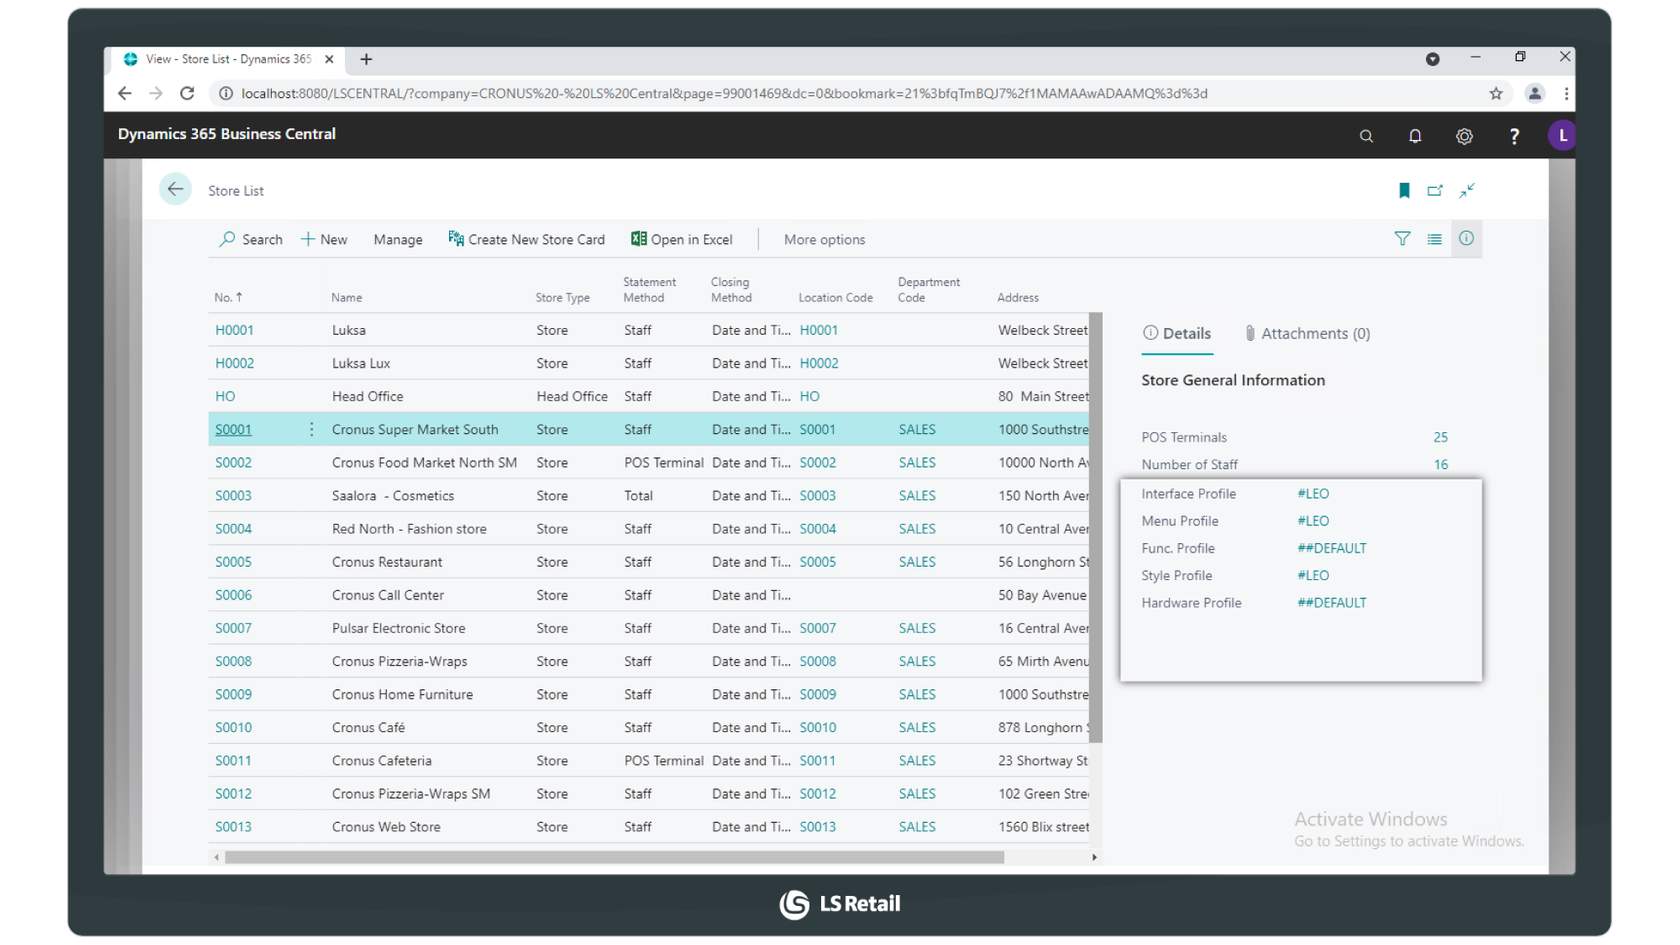 View - Store List - Dynamics 365
localhost:8080/LSCENTRAL/?company=CRONUS%20-%20LS%20Central&page=99001469&dc=0&bookmark=21%3bfqTmBQJ7%2f1MAMAAwADAAMQ%3d%3d
Dynamics 365 Business Central
? L
Store List
Search New Manage Create New Store Card Open in Excel More options
No. ↑ Name Store Type Statement Method Closing Method Location Code Department Code Address
H0001 Luksa Store Staff Date and Ti... H0001 Welbeck Street
H0002 Luksa Lux Store Staff Date and Ti... H0002 Welbeck Street
HO Head Office Head Office Staff Date and Ti... HO 80 Main Street
S0001 Cronus Super Market South Store Staff Date and Ti... S0001 SALES 1000 Southstre
S0002 Cronus Food Market North SM Store POS Terminal Date and Ti... S0002 SALES 10000 North Av
S0003 Saalora - Cosmetics Store Total Date and Ti... S0003 SALES 150 North Aver
S0004 Red North - Fashion store Store Staff Date and Ti... S0004 SALES 10 Central Aver
S0005 Cronus Restaurant Store Staff Date and Ti... S0005 SALES 56 Longhorn St
S0006 Cronus Call Center Store Staff Date and Ti... 50 Bay Avenue
S0007 Pulsar Electronic Store Store Staff Date and Ti... S0007 SALES 16 Central Aver
S0008 Cronus Pizzeria-Wraps Store Staff Date and Ti... S0008 SALES 65 Mirth Avenu
S0009 Cronus Home Furniture Store Staff Date and Ti... S0009 SALES 1000 Southstre
S0010 Cronus Café Store Staff Date and Ti... S0010 SALES 878 Longhorn S
S0011 Cronus Cafeteria Store POS Terminal Date and Ti... S0011 SALES 23 Shortway St
S0012 Cronus Pizzeria-Wraps SM Store Staff Date and Ti... S0012 SALES 102 Green Stre
S0013 Cronus Web Store Store Staff Date and Ti... S0013 SALES 1560 Blix street
Details Attachments (0)
Store General Information
POS Terminals 25
Number of Staff 16
Interface Profile #LEO
Menu Profile #LEO
Func. Profile ##DEFAULT
Style Profile #LEO
Hardware Profile ##DEFAULT
Activate Windows
Go to Settings to activate Windows.
LS Retail